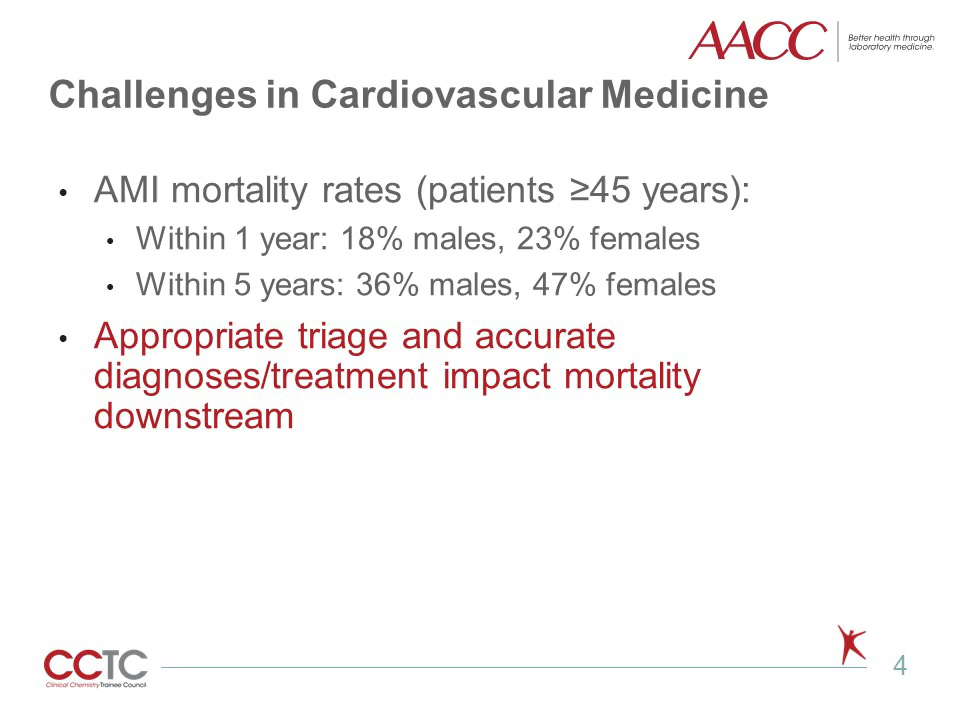 AACC
Better health through
laboratory medicine.
Challenges in Cardiovascular Medicine
• AMI mortality rates (patients ≥45 years):
• Within 1 year: 18% males, 23% females
• Within 5 years: 36% males, 47% females
• Appropriate triage and accurate
diagnoses/treatment impact mortality
downstream
CCTC
Clinical Chemistry Trainee Council
4